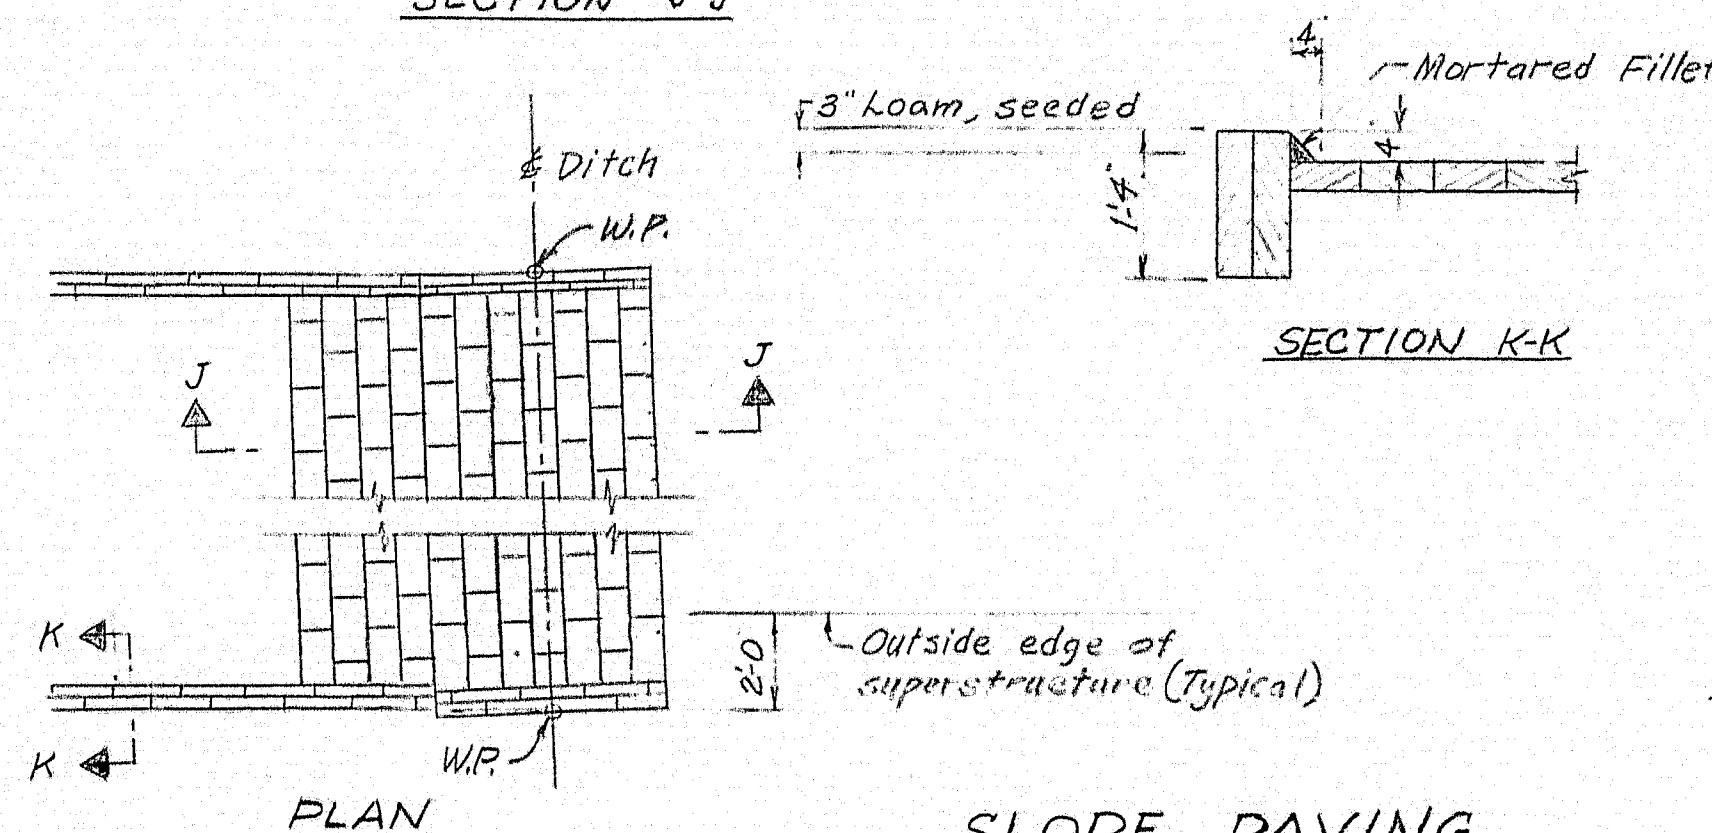 SECTION J-J
4
Mortared Fillet
3" Loam, seeded
4
1'-4"
℄ Ditch
W.P.
SECTION K-K
J
J
K
Outside edge of
superstructure (Typical)
2'-0
K
W.P.
PLAN
SLOPE PAVING